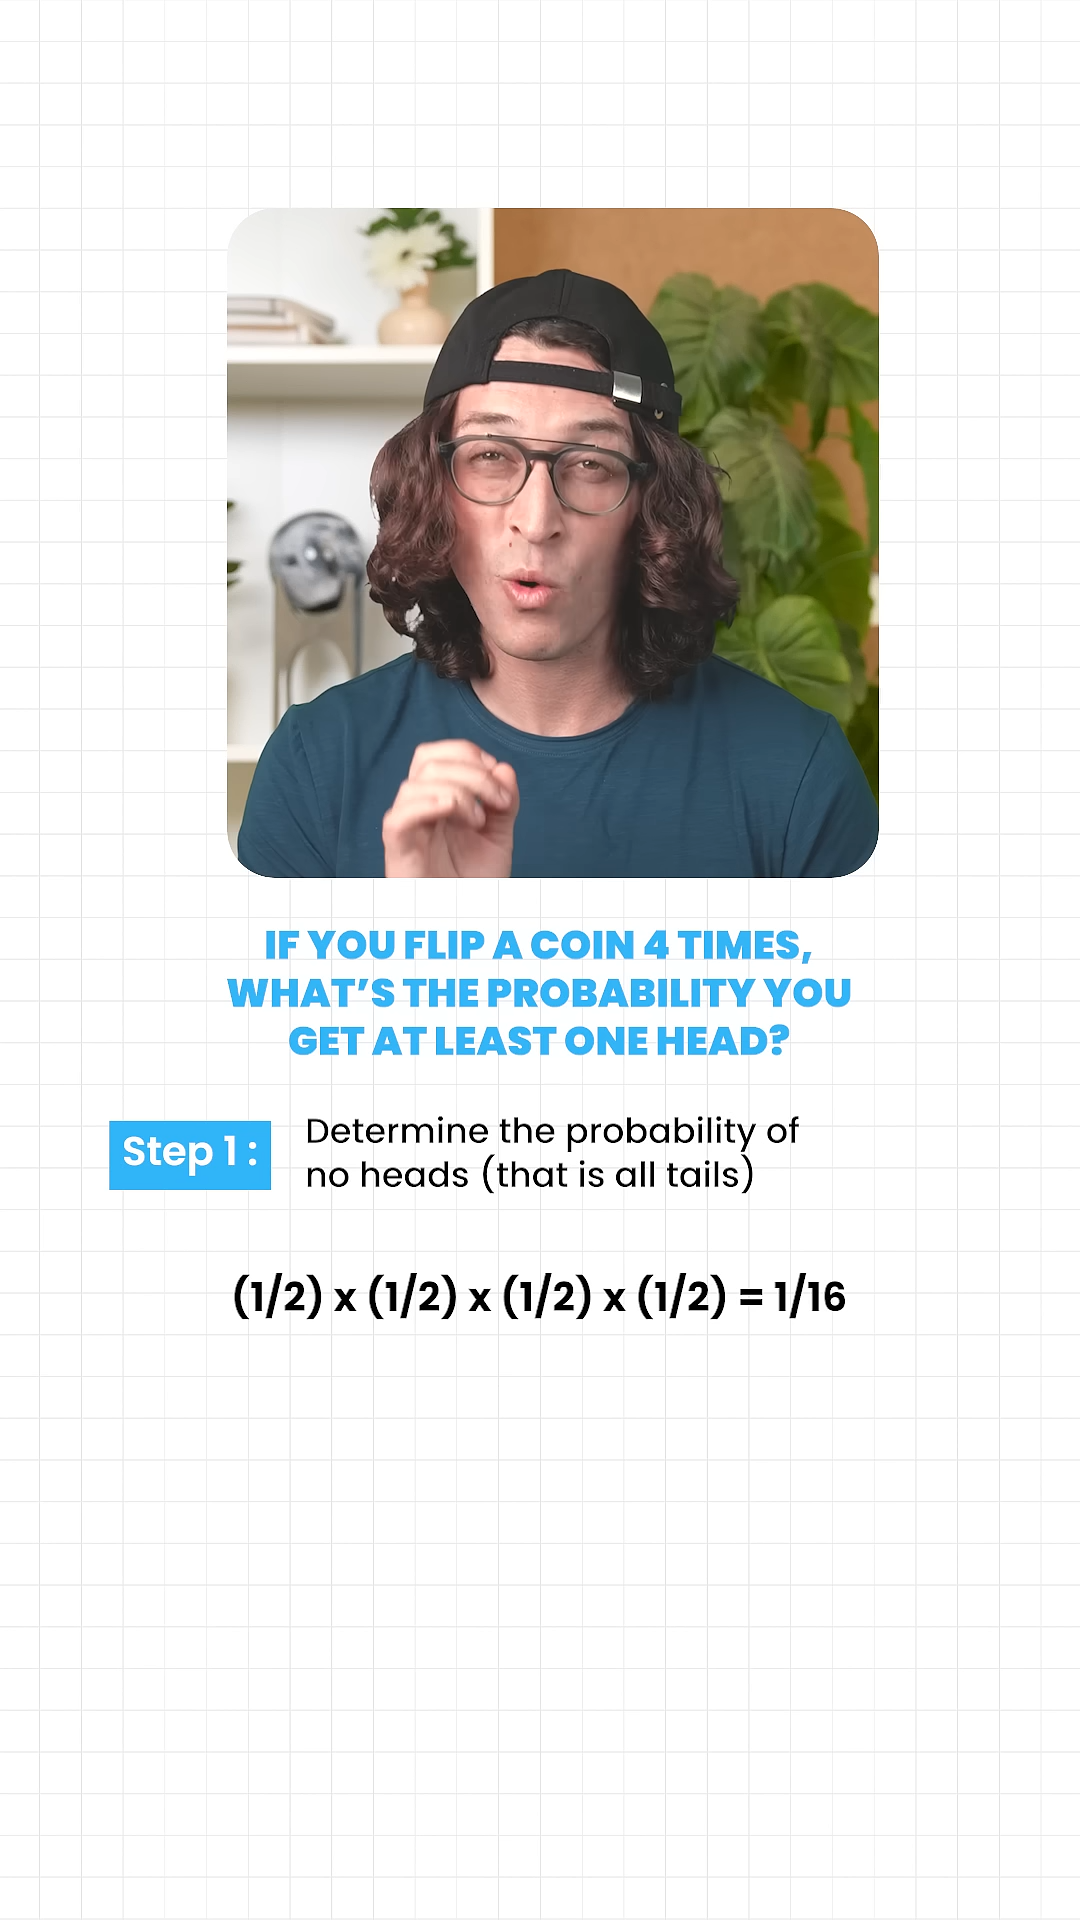 IF YOU FLIP A COIN 4 TIMES,
WHAT'S THE PROBABILITY YOU
GET AT LEAST ONE HEAD?
Step 1 :
Determine the probability of
no heads (that is all tails)
(1/2) x (1/2) x (1/2) x (1/2) = 1/16